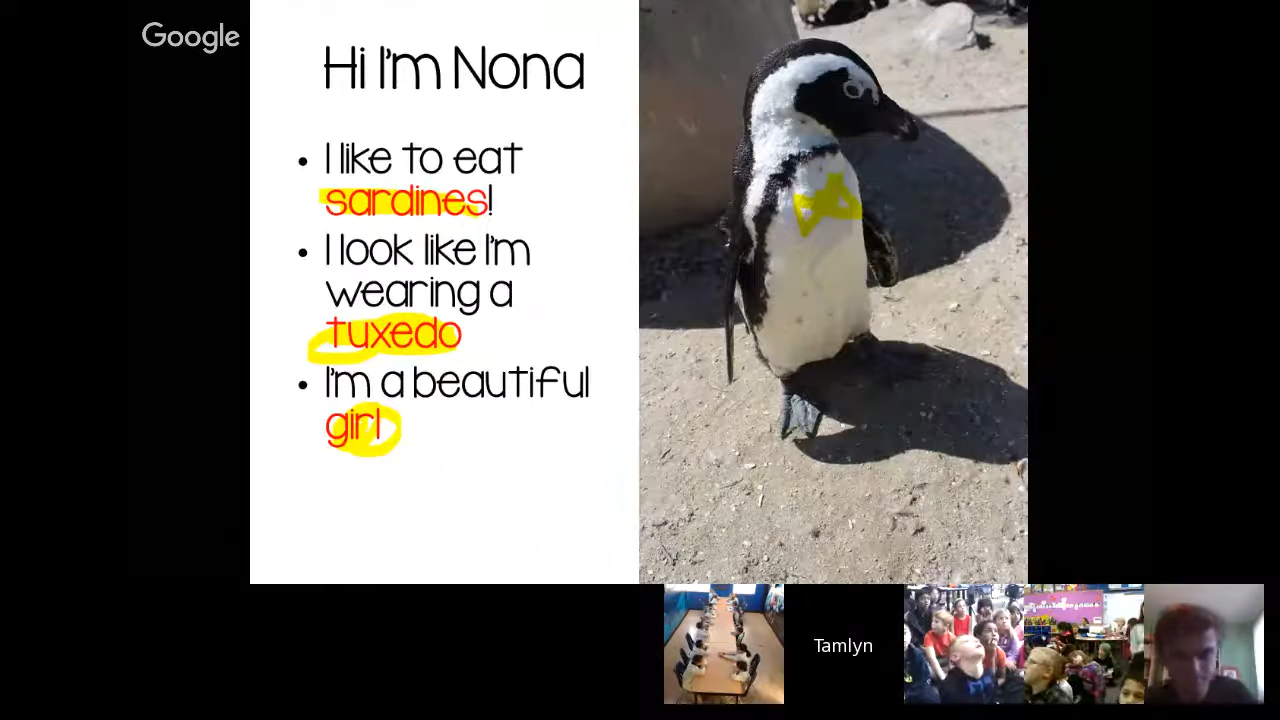 Google
Hi I'm Nona
• I like to eat
sardines!
• I look like I'm
wearing a
tuxedo
• I'm a beautiful
girl
Tamlyn